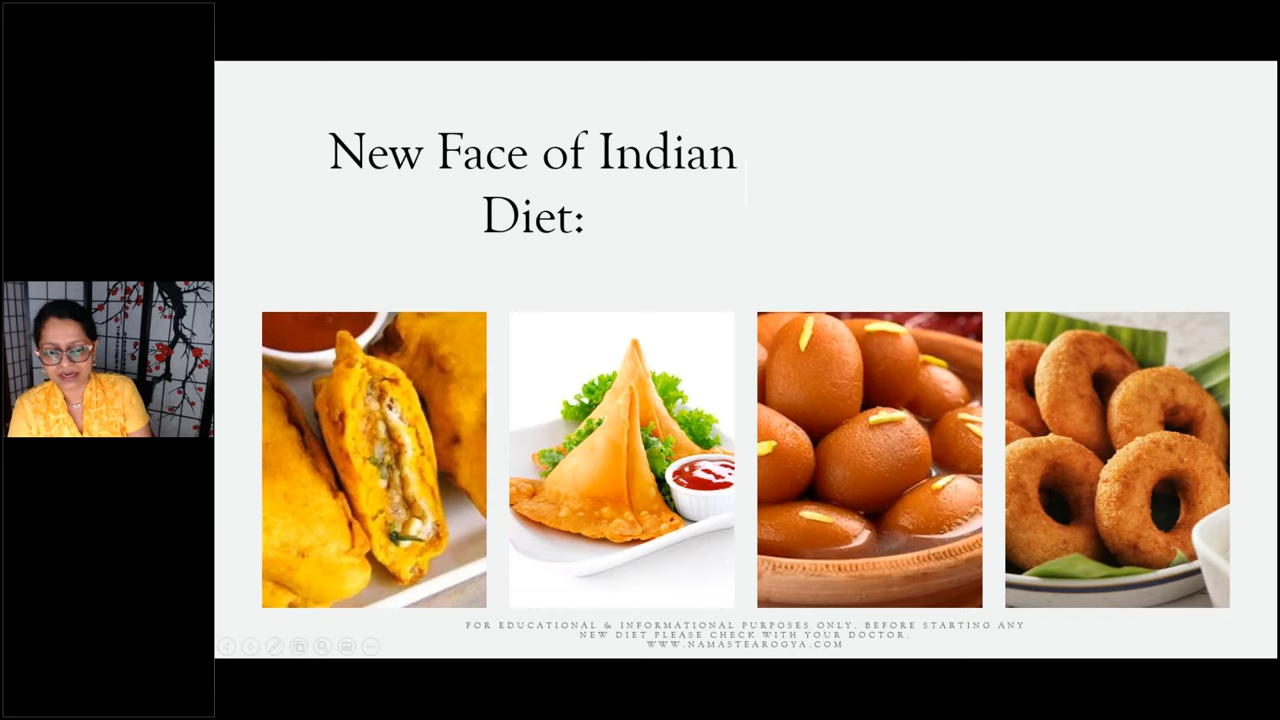 New Face of Indian
Diet:
FOR EDUCATIONAL & INFORMATIONAL PURPOSES ONLY. BEFORE STARTING ANY
NEW DIET PLEASE CHECK WITH YOUR DOCTOR.
WWW.NAMASTEAROGYA.COM